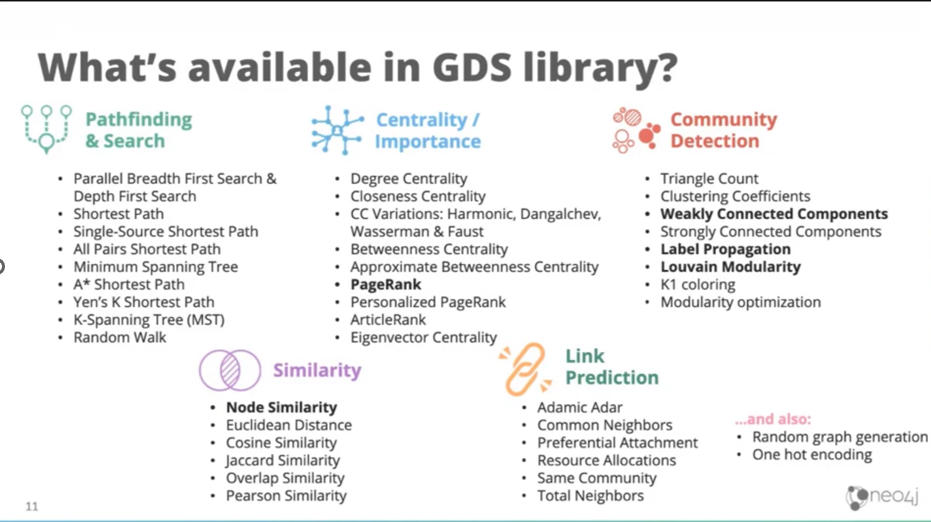 What's available in GDS library?
Pathfinding
& Search
• Parallel Breadth First Search &
Depth First Search
• Shortest Path
• Single-Source Shortest Path
• All Pairs Shortest Path
• Minimum Spanning Tree
• A* Shortest Path
• Yen's K Shortest Path
• K-Spanning Tree (MST)
• Random Walk
Centrality /
Importance
• Degree Centrality
• Closeness Centrality
• CC Variations: Harmonic, Dangalchev,
Wasserman & Faust
• Betweenness Centrality
• Approximate Betweenness Centrality
• PageRank
• Personalized PageRank
• ArticleRank
• Eigenvector Centrality
Community
Detection
• Triangle Count
• Clustering Coefficients
• Weakly Connected Components
• Strongly Connected Components
• Label Propagation
• Louvain Modularity
• K1 coloring
• Modularity optimization
Similarity
• Node Similarity
• Euclidean Distance
• Cosine Similarity
• Jaccard Similarity
• Overlap Similarity
• Pearson Similarity
Link
Prediction
• Adamic Adar
• Common Neighbors
• Preferential Attachment
• Resource Allocations
• Same Community
• Total Neighbors
...and also:
• Random graph generation
• One hot encoding
11
neo4j